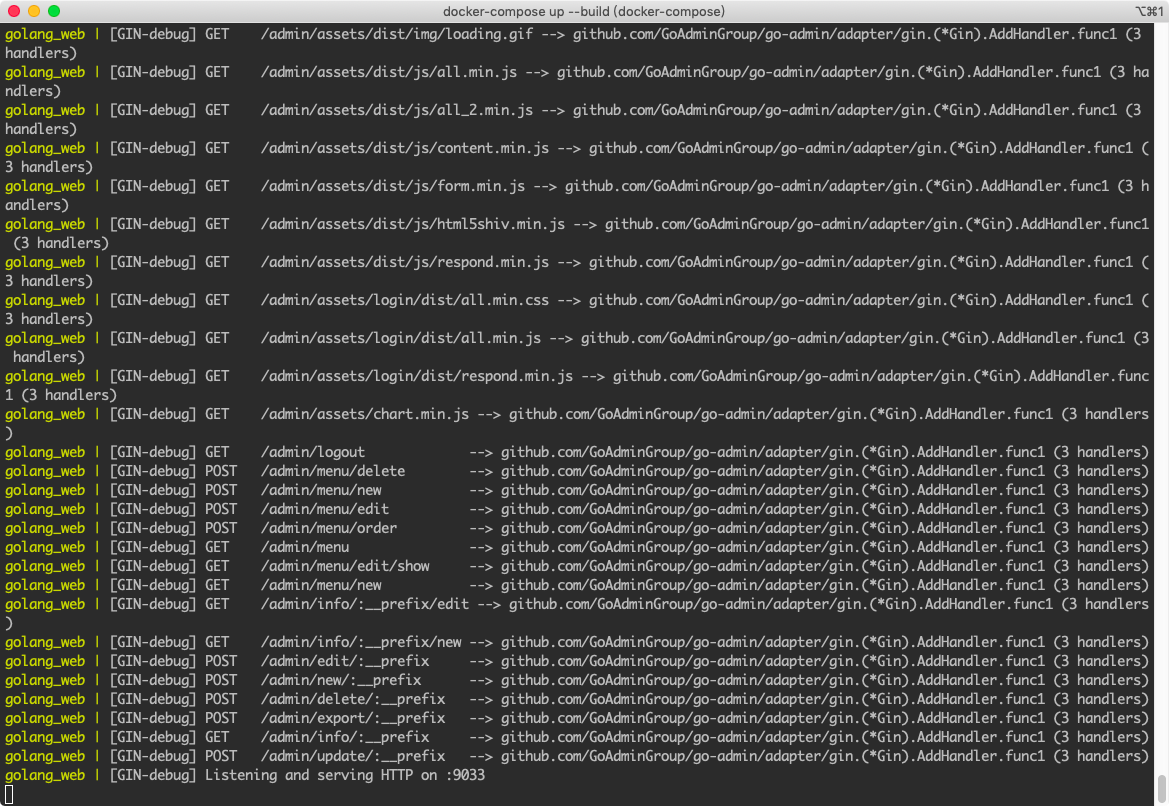 docker-compose up --build (docker-compose)
⌥⌘1
golang_web | [GIN-debug] GET    /admin/assets/dist/img/loading.gif --> github.com/GoAdminGroup/go-admin/adapter/gin.(*Gin).AddHandler.func1 (3
handlers)
golang_web | [GIN-debug] GET    /admin/assets/dist/js/all.min.js --> github.com/GoAdminGroup/go-admin/adapter/gin.(*Gin).AddHandler.func1 (3 ha
ndlers)
golang_web | [GIN-debug] GET    /admin/assets/dist/js/all_2.min.js --> github.com/GoAdminGroup/go-admin/adapter/gin.(*Gin).AddHandler.func1 (3
handlers)
golang_web | [GIN-debug] GET    /admin/assets/dist/js/content.min.js --> github.com/GoAdminGroup/go-admin/adapter/gin.(*Gin).AddHandler.func1 (
3 handlers)
golang_web | [GIN-debug] GET    /admin/assets/dist/js/form.min.js --> github.com/GoAdminGroup/go-admin/adapter/gin.(*Gin).AddHandler.func1 (3 h
andlers)
golang_web | [GIN-debug] GET    /admin/assets/dist/js/html5shiv.min.js --> github.com/GoAdminGroup/go-admin/adapter/gin.(*Gin).AddHandler.func1
 (3 handlers)
golang_web | [GIN-debug] GET    /admin/assets/dist/js/respond.min.js --> github.com/GoAdminGroup/go-admin/adapter/gin.(*Gin).AddHandler.func1 (
3 handlers)
golang_web | [GIN-debug] GET    /admin/assets/login/dist/all.min.css --> github.com/GoAdminGroup/go-admin/adapter/gin.(*Gin).AddHandler.func1 (
3 handlers)
golang_web | [GIN-debug] GET    /admin/assets/login/dist/all.min.js --> github.com/GoAdminGroup/go-admin/adapter/gin.(*Gin).AddHandler.func1 (3
 handlers)
golang_web | [GIN-debug] GET    /admin/assets/login/dist/respond.min.js --> github.com/GoAdminGroup/go-admin/adapter/gin.(*Gin).AddHandler.func
1 (3 handlers)
golang_web | [GIN-debug] GET    /admin/assets/chart.min.js --> github.com/GoAdminGroup/go-admin/adapter/gin.(*Gin).AddHandler.func1 (3 handlers
)
golang_web | [GIN-debug] GET    /admin/logout             --> github.com/GoAdminGroup/go-admin/adapter/gin.(*Gin).AddHandler.func1 (3 handlers)
golang_web | [GIN-debug] POST   /admin/menu/delete        --> github.com/GoAdminGroup/go-admin/adapter/gin.(*Gin).AddHandler.func1 (3 handlers)
golang_web | [GIN-debug] POST   /admin/menu/new           --> github.com/GoAdminGroup/go-admin/adapter/gin.(*Gin).AddHandler.func1 (3 handlers)
golang_web | [GIN-debug] POST   /admin/menu/edit          --> github.com/GoAdminGroup/go-admin/adapter/gin.(*Gin).AddHandler.func1 (3 handlers)
golang_web | [GIN-debug] POST   /admin/menu/order         --> github.com/GoAdminGroup/go-admin/adapter/gin.(*Gin).AddHandler.func1 (3 handlers)
golang_web | [GIN-debug] GET    /admin/menu               --> github.com/GoAdminGroup/go-admin/adapter/gin.(*Gin).AddHandler.func1 (3 handlers)
golang_web | [GIN-debug] GET    /admin/menu/edit/show     --> github.com/GoAdminGroup/go-admin/adapter/gin.(*Gin).AddHandler.func1 (3 handlers)
golang_web | [GIN-debug] GET    /admin/menu/new           --> github.com/GoAdminGroup/go-admin/adapter/gin.(*Gin).AddHandler.func1 (3 handlers)
golang_web | [GIN-debug] GET    /admin/info/:__prefix/edit --> github.com/GoAdminGroup/go-admin/adapter/gin.(*Gin).AddHandler.func1 (3 handlers
)
golang_web | [GIN-debug] GET    /admin/info/:__prefix/new --> github.com/GoAdminGroup/go-admin/adapter/gin.(*Gin).AddHandler.func1 (3 handlers)
golang_web | [GIN-debug] POST   /admin/edit/:__prefix     --> github.com/GoAdminGroup/go-admin/adapter/gin.(*Gin).AddHandler.func1 (3 handlers)
golang_web | [GIN-debug] POST   /admin/new/:__prefix      --> github.com/GoAdminGroup/go-admin/adapter/gin.(*Gin).AddHandler.func1 (3 handlers)
golang_web | [GIN-debug] POST   /admin/delete/:__prefix   --> github.com/GoAdminGroup/go-admin/adapter/gin.(*Gin).AddHandler.func1 (3 handlers)
golang_web | [GIN-debug] POST   /admin/export/:__prefix   --> github.com/GoAdminGroup/go-admin/adapter/gin.(*Gin).AddHandler.func1 (3 handlers)
golang_web | [GIN-debug] GET    /admin/info/:__prefix     --> github.com/GoAdminGroup/go-admin/adapter/gin.(*Gin).AddHandler.func1 (3 handlers)
golang_web | [GIN-debug] POST   /admin/update/:__prefix   --> github.com/GoAdminGroup/go-admin/adapter/gin.(*Gin).AddHandler.func1 (3 handlers)
golang_web | [GIN-debug] Listening and serving HTTP on :9033